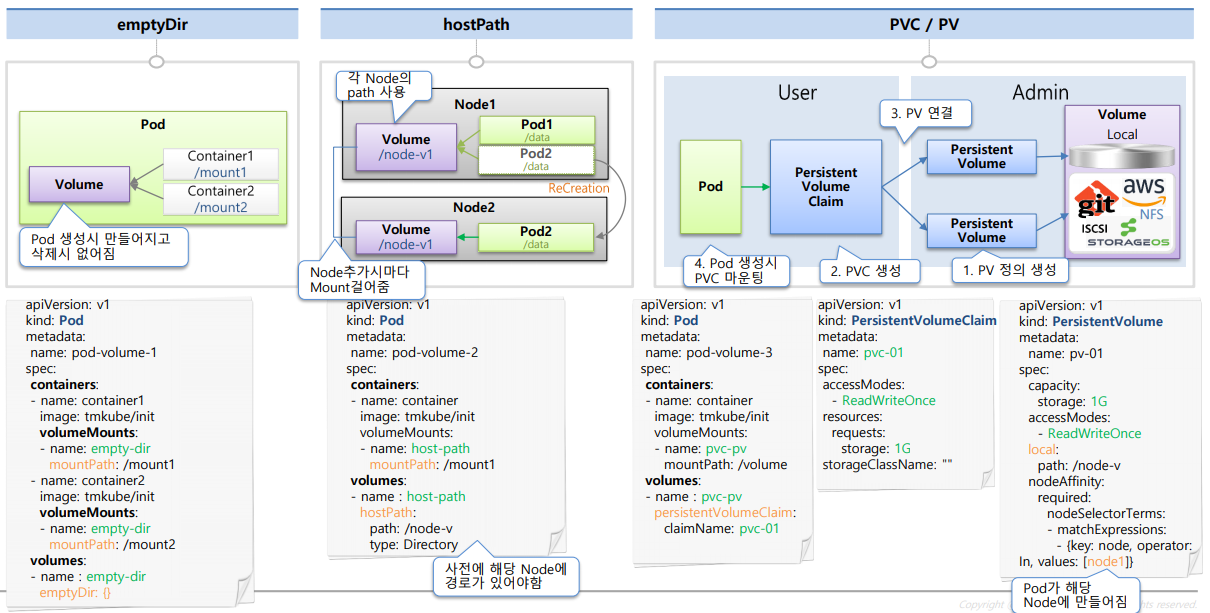 emptyDir
Pod
Volume
Container1
/mount1
Container2
/mount2
Pod 생성시 만들어지고
삭제시 없어짐
hostPath
각 Node의
path 사용
Node1
Volume
/node-v1
Pod1
/data
Pod2
/data
ReCreation
Node2
Volume
/node-v1
Pod2
/data
Node추가시마다
Mount걸어줌
PVC / PV
User
Admin
3. PV 연결
Pod
Persistent
Volume
Claim
Persistent
Volume
Persistent
Volume
Volume
Local
git
aws
NFS
ISCSI
STORAGEOS
4. Pod 생성시
PVC 마운팅
2. PVC 생성
1. PV 정의 생성
apiVersion: v1
kind: Pod
metadata:
name: pod-volume-1
spec:
containers:
- name: container1
image: tmkube/init
volumeMounts:
- name: empty-dir
mountPath: /mount1
- name: container2
image: tmkube/init
volumeMounts:
- name: empty-dir
mountPath: /mount2
volumes:
- name : empty-dir
emptyDir: {}
apiVersion: v1
kind: Pod
metadata:
name: pod-volume-2
spec:
containers:
- name: container
image: tmkube/init
volumeMounts:
- name: host-path
mountPath: /mount1
volumes:
- name : host-path
hostPath:
path: /node-v
type: Directory
사전에 해당 Node에
경로가 있어야함
apiVersion: v1
kind: Pod
metadata:
name: pod-volume-3
spec:
containers:
- name: container
image: tmkube/init
volumeMounts:
- name: pvc-pv
mountPath: /volume
volumes:
- name : pvc-pv
persistentVolumeClaim:
claimName: pvc-01
apiVersion: v1
kind: PersistentVolumeClaim
metadata:
name: pvc-01
spec:
accessModes:
- ReadWriteOnce
resources:
requests:
storage: 1G
storageClassName: ""
apiVersion: v1
kind: PersistentVolume
metadata:
name: pv-01
spec:
capacity:
storage: 1G
accessModes:
- ReadWriteOnce
local:
path: /node-v
nodeAffinity:
required:
nodeSelectorTerms:
- matchExpressions:
- {key: node, operator:
In, values: [node1]}
Pod가 해당
Node에 만들어짐
Copyright
rights reserved.